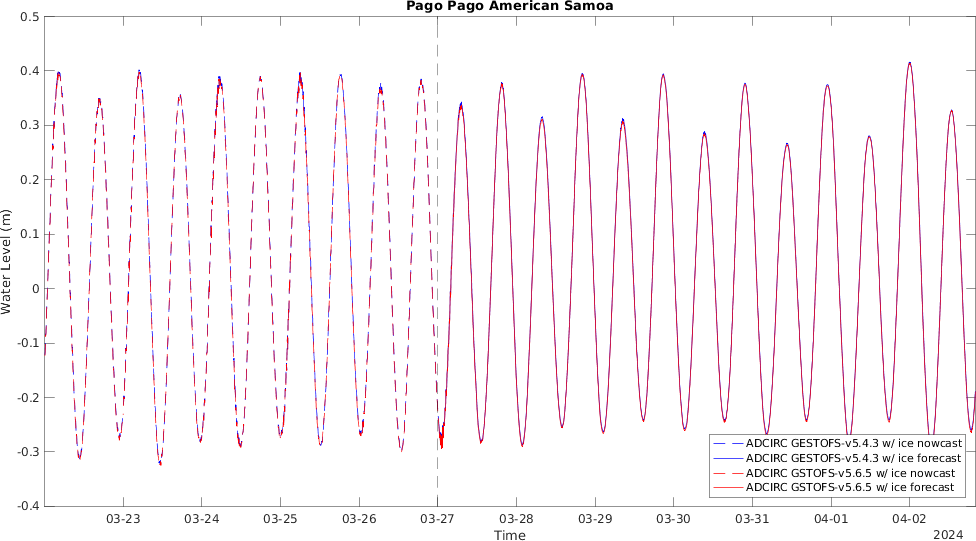 Pago Pago American Samoa
0.5
0.4
0.3
0.2
0.1
0
-0.1
-0.2
-0.3
-0.4
Water Level (m)
03-23 03-24 03-25 03-26 03-27 03-28 03-29 03-30 03-31 04-01 04-02
Time
2024
ADCIRC GESTOFS-v5.4.3 w/ ice nowcast
ADCIRC GESTOFS-v5.4.3 w/ ice forecast
ADCIRC GSTOFS-v5.6.5 w/ ice nowcast
ADCIRC GSTOFS-v5.6.5 w/ ice forecast